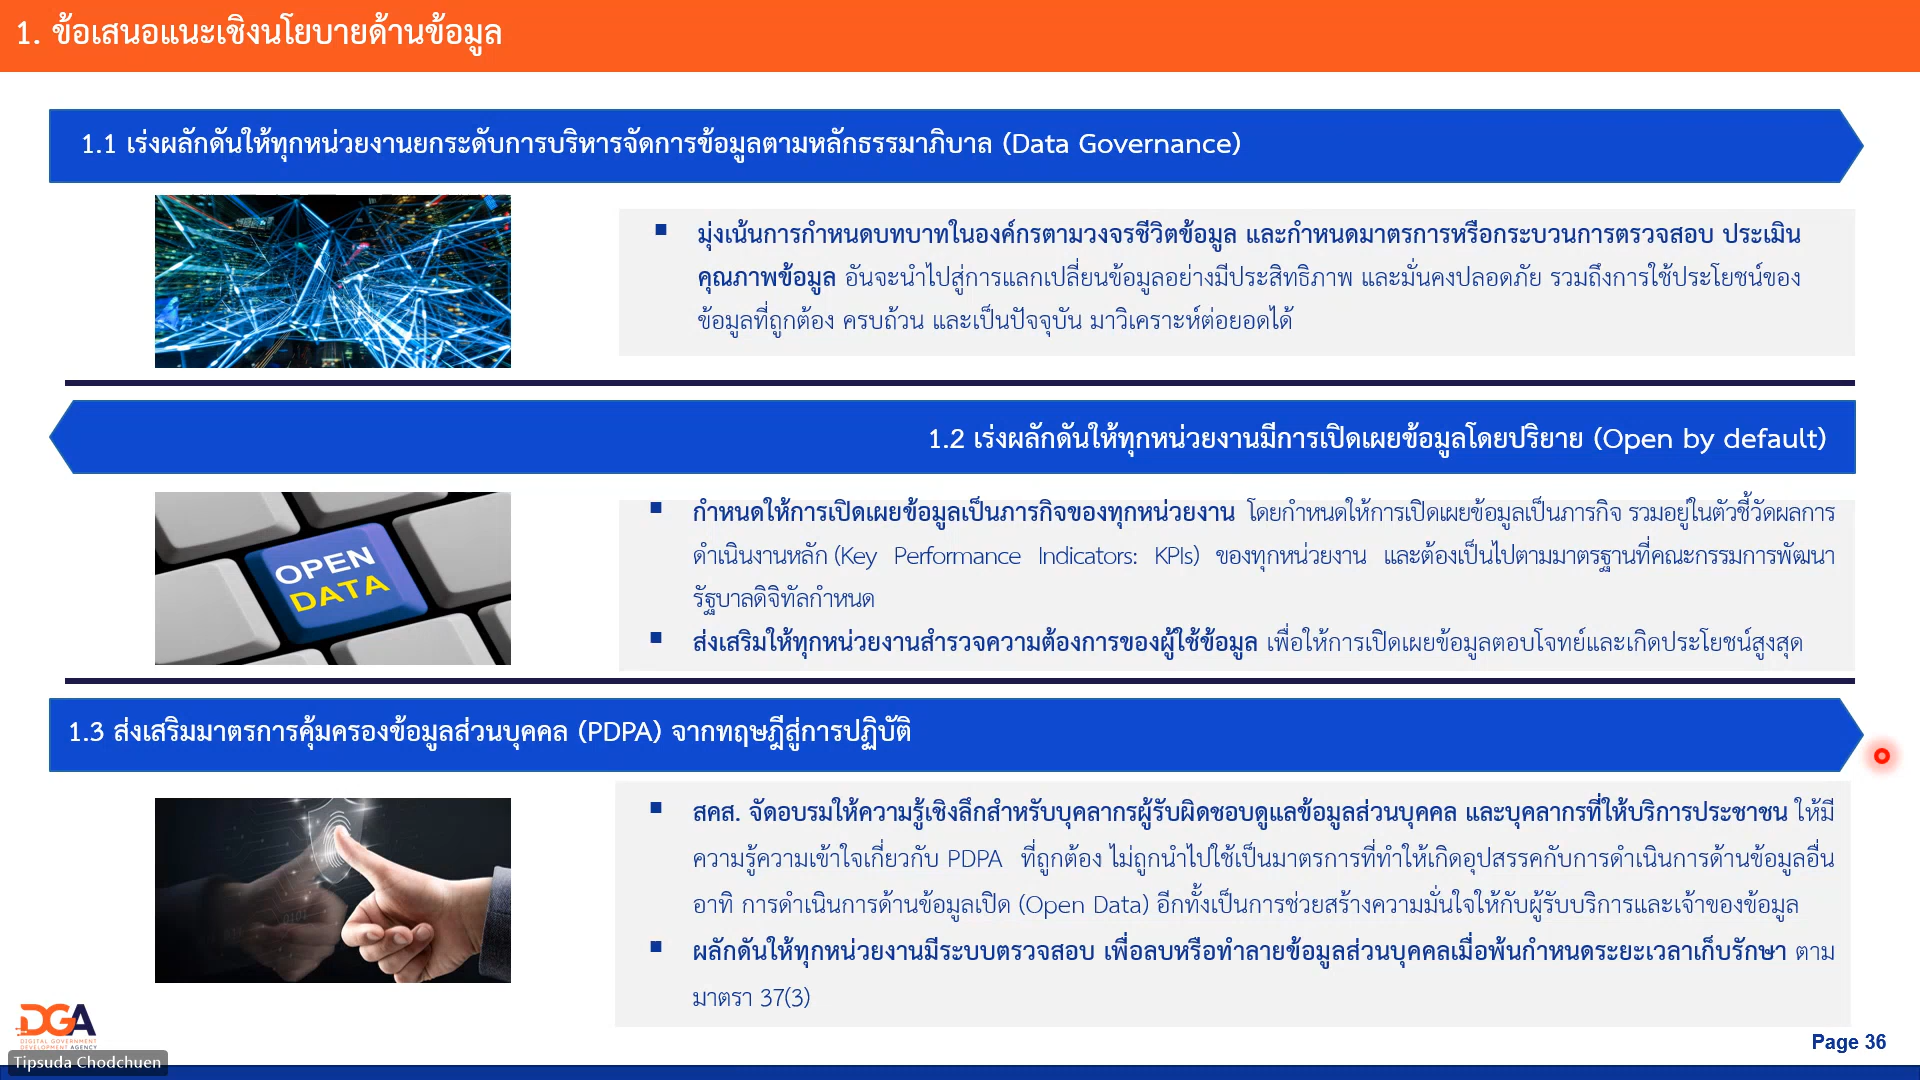 1. ข้อเสนอแนะเชิงนโยบายด้านข้อมูล
1.1 เร่งผลักดันให้ทุกหน่วยงานยกระดับการบริหารจัดการข้อมูลตามหลักธรรมาภิบาล (Data Governance)
▪ มุ่งเน้นการกำหนดบทบาทในองค์กรตามวงจรชีวิตข้อมูล และกำหนดมาตรการหรือกระบวนการตรวจสอบ ประเมิน
คุณภาพข้อมูล อันจะนำไปสู่การแลกเปลี่ยนข้อมูลอย่างมีประสิทธิภาพ และมั่นคงปลอดภัย รวมถึงการใช้ประโยชน์ของ
ข้อมูลที่ถูกต้อง ครบถ้วน และเป็นปัจจุบัน มาวิเคราะห์ต่อยอดได้
1.2 เร่งผลักดันให้ทุกหน่วยงานมีการเปิดเผยข้อมูลโดยปริยาย (Open by default)
OPEN
DATA
▪ กำหนดให้การเปิดเผยข้อมูลเป็นภารกิจของทุกหน่วยงาน โดยกำหนดให้การเปิดเผยข้อมูลเป็นภารกิจ รวมอยู่ในตัวชี้วัดผลการ
ดำเนินงานหลัก (Key Performance Indicators: KPIs) ของทุกหน่วยงาน และต้องเป็นไปตามมาตรฐานที่คณะกรรมการพัฒนา
รัฐบาลดิจิทัลกำหนด
▪ ส่งเสริมให้ทุกหน่วยงานสำรวจความต้องการของผู้ใช้ข้อมูล เพื่อให้การเปิดเผยข้อมูลตอบโจทย์และเกิดประโยชน์สูงสุด
1.3 ส่งเสริมมาตรการคุ้มครองข้อมูลส่วนบุคคล (PDPA) จากทฤษฎีสู่การปฏิบัติ
▪ สคส. จัดอบรมให้ความรู้เชิงลึกสำหรับบุคลากรผู้รับผิดชอบดูแลข้อมูลส่วนบุคคล และบุคลากรที่ให้บริการประชาชน ให้มี
ความรู้ความเข้าใจเกี่ยวกับ PDPA ที่ถูกต้อง ไม่ถูกนำไปใช้เป็นมาตรการที่ทำให้เกิดอุปสรรคกับการดำเนินการด้านข้อมูลอื่น
อาทิ การดำเนินการด้านข้อมูลเปิด (Open Data) อีกทั้งเป็นการช่วยสร้างความมั่นใจให้กับผู้รับบริการและเจ้าของข้อมูล
▪ ผลักดันให้ทุกหน่วยงานมีระบบตรวจสอบ เพื่อลบหรือทำลายข้อมูลส่วนบุคคลเมื่อพ้นกำหนดระยะเวลาเก็บรักษา ตาม
มาตรา 37(3)
DGA
DIGITAL GOVERNMENT
DEVELOPMENT AGENCY
Tipsuda Chodchuen
Page 36